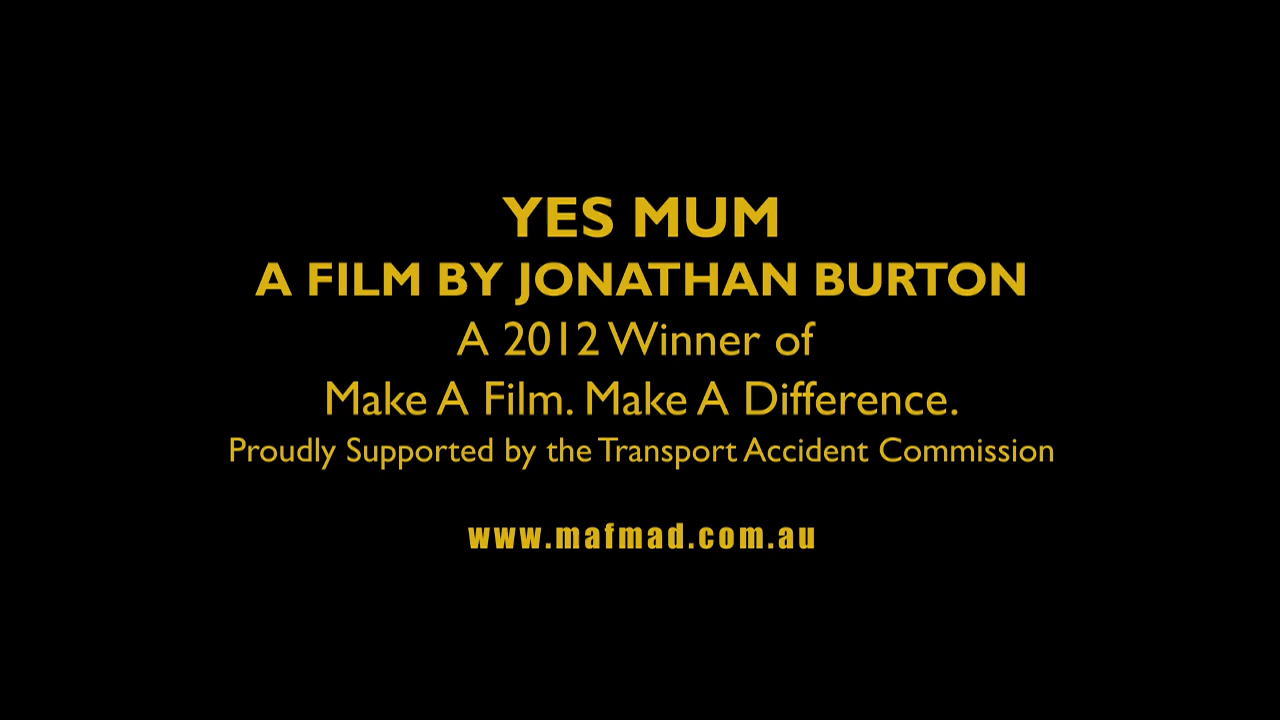 YES MUM
A FILM BY JONATHAN BURTON
A 2012 Winner of
Make A Film. Make A Difference.
Proudly Supported by the Transport Accident Commission
www.mafmad.com.au